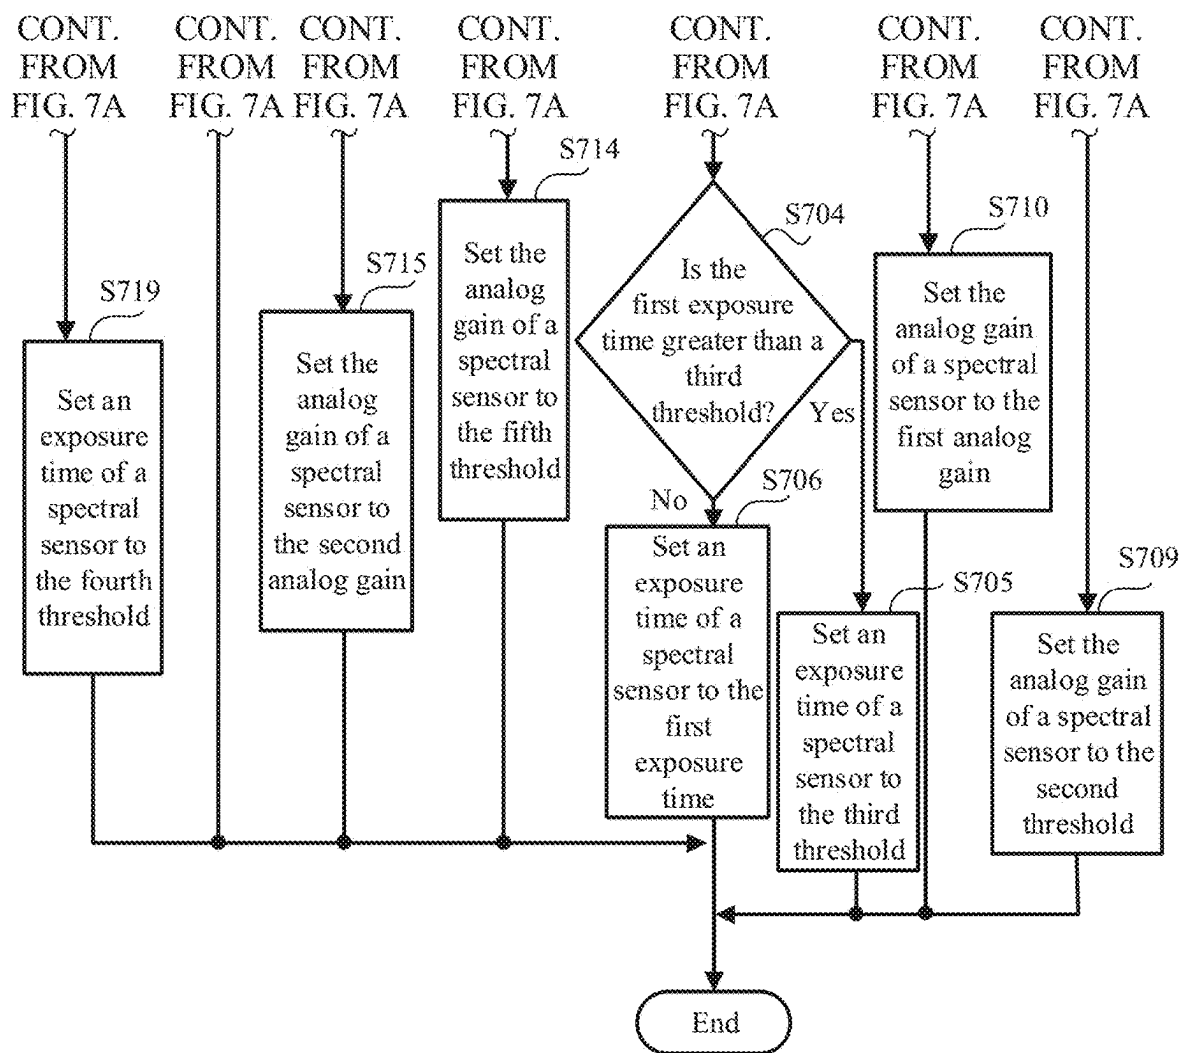 CONT.
FROM
FIG. 7A
CONT.
FROM
FIG. 7A
CONT.
FROM
FIG. 7A
CONT.
FROM
FIG. 7A
CONT.
FROM
FIG. 7A
CONT.
FROM
FIG. 7A
CONT.
FROM
FIG. 7A
S719
Set an
exposure
time of a
spectral
sensor to
the fourth
threshold
S715
Set the
analog
gain of a
spectral
sensor to
the second
analog gain
S714
Set the
analog
gain of a
spectral
sensor to
the fifth
threshold
S704
Is the
first exposure
time greater than a
third
threshold?
Yes
No
S706
Set an
exposure
time of a
spectral
sensor to the
first
exposure
time
S705
Set an
exposure
time of a
spectral
sensor to
the third
threshold
S710
Set the
analog gain
of a spectral
sensor to the
first analog
gain
S709
Set the
analog gain
of a spectral
sensor to the
second
threshold
End